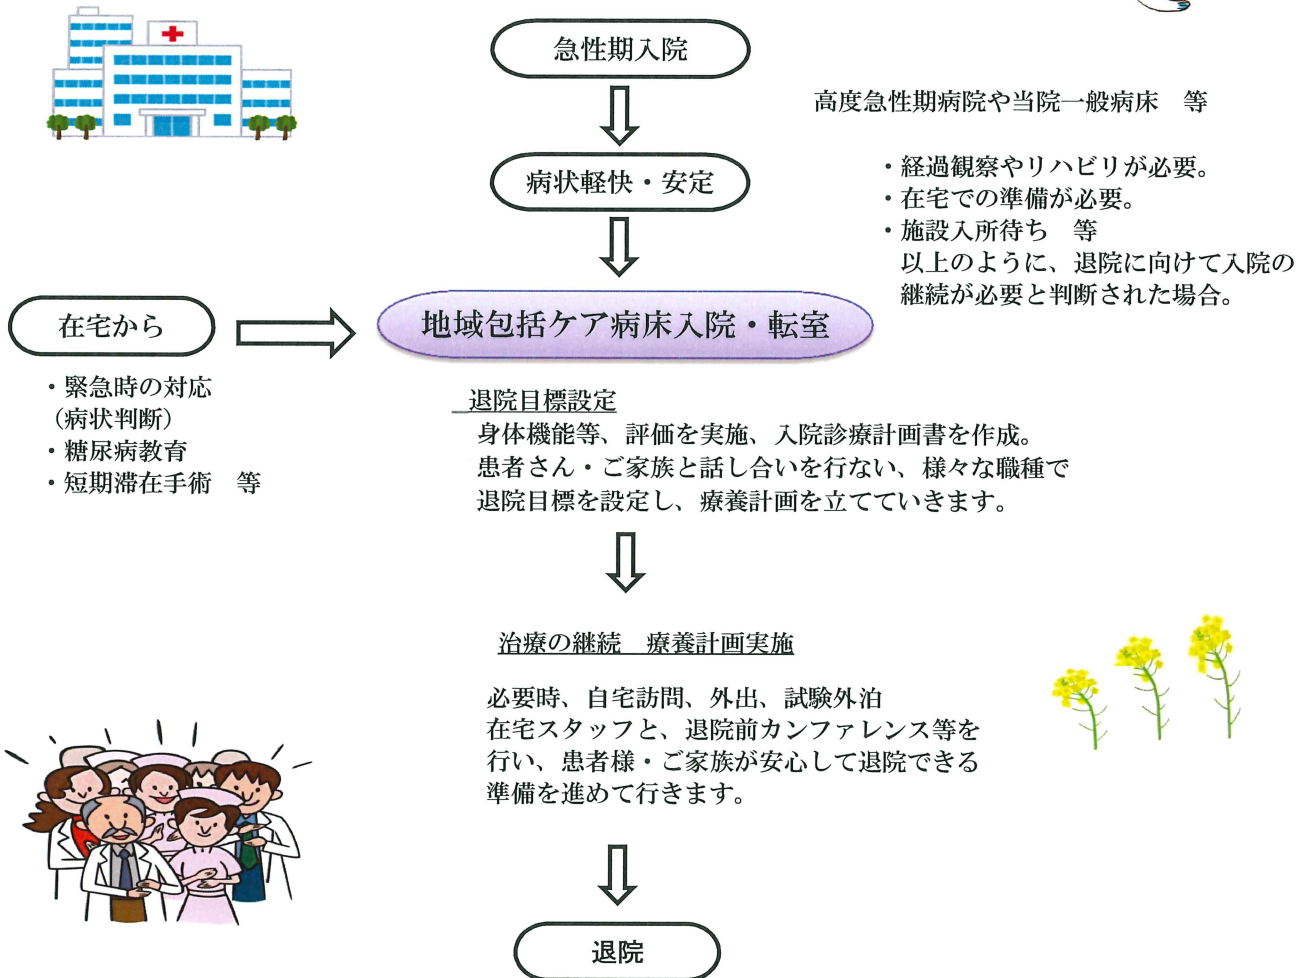 急性期入院
高度急性期病院や当院一般病床　等
病状軽快・安定
・経過観察やリハビリが必要。
・在宅での準備が必要。
・施設入所待ち　等
以上のように、退院に向けて入院の
継続が必要と判断された場合。
在宅から
地域包括ケア病床入院・転室
・緊急時の対応
（病状判断）
・糖尿病教育
・短期滞在手術　等
退院目標設定
身体機能等、評価を実施、入院診療計画書を作成。
患者さん・ご家族と話し合いを行ない、様々な職種で
退院目標を設定し、療養計画を立てていきます。
治療の継続　療養計画実施
必要時、自宅訪問、外出、試験外泊
在宅スタッフと、退院前カンファレンス等を
行い、患者様・ご家族が安心して退院できる
準備を進めて行きます。
退院